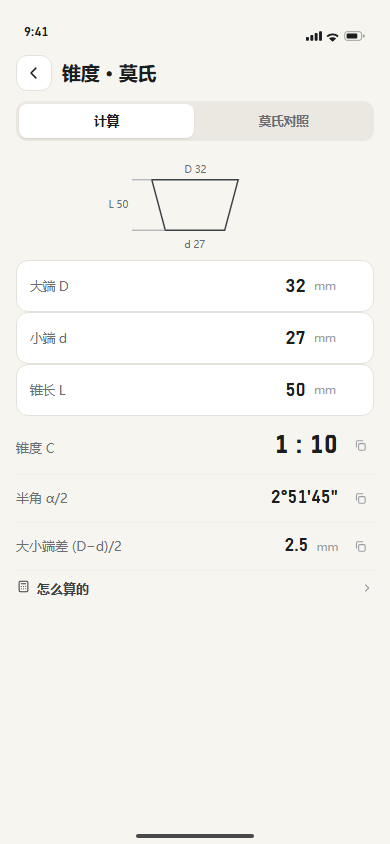 9:41
锥度·莫氏
计算
莫氏对照
D 32
L 50
d 27
大端 D
32 mm
小端 d
27 mm
锥长 L
50 mm
锥度 C
1 : 10
半角 α/2
2°51'45"
大小端差 (D−d)/2
2.5 mm
怎么算的